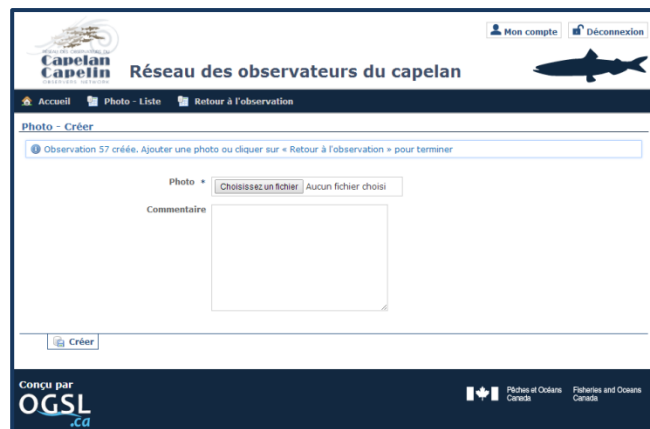 Mon compte
Déconnexion
Capelan
Capelin
Réseau des observateurs du capelan
Accueil
Photo - Liste
Retour à l'observation
Photo - Créer
Observation 57 créée. Ajouter une photo ou cliquer sur « Retour à l'observation » pour terminer
Photo *
Choisissez un fichier
Aucun fichier choisi
Commentaire
Créer
Conçu par
OGSL
.ca
Pêches et Océans
Canada
Fisheries and Oceans
Canada